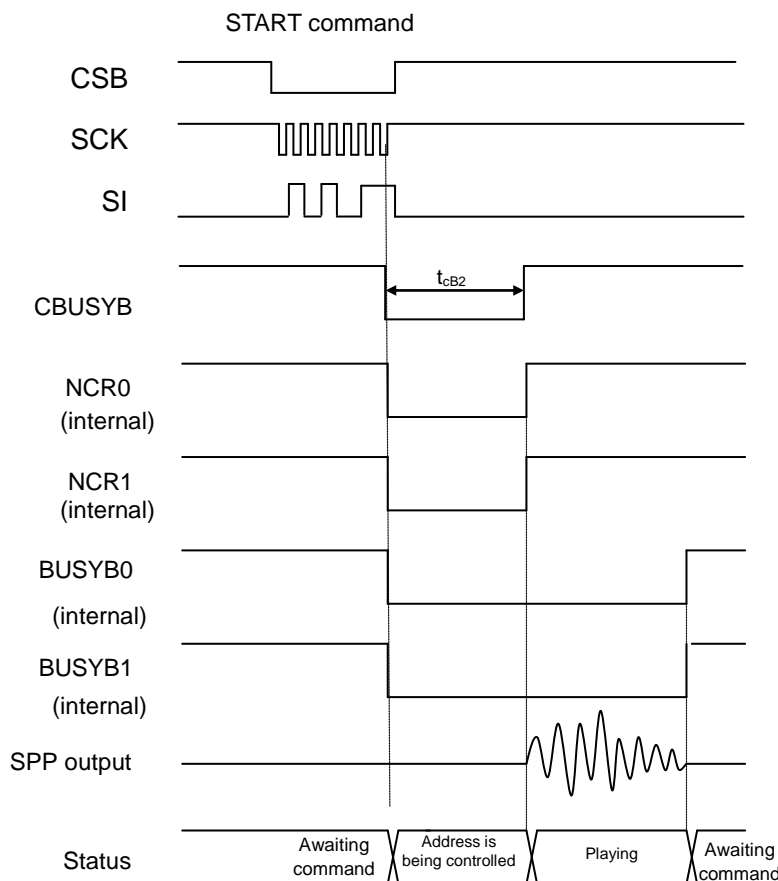 START command
CSB
SCK
SI
CBUSYB
tcB2
NCR0
(internal)
NCR1
(internal)
BUSYB0
(internal)
BUSYB1
(internal)
SPP output
Status
Awaiting
command
Address is
being controlled
Playing
Awaiting
command